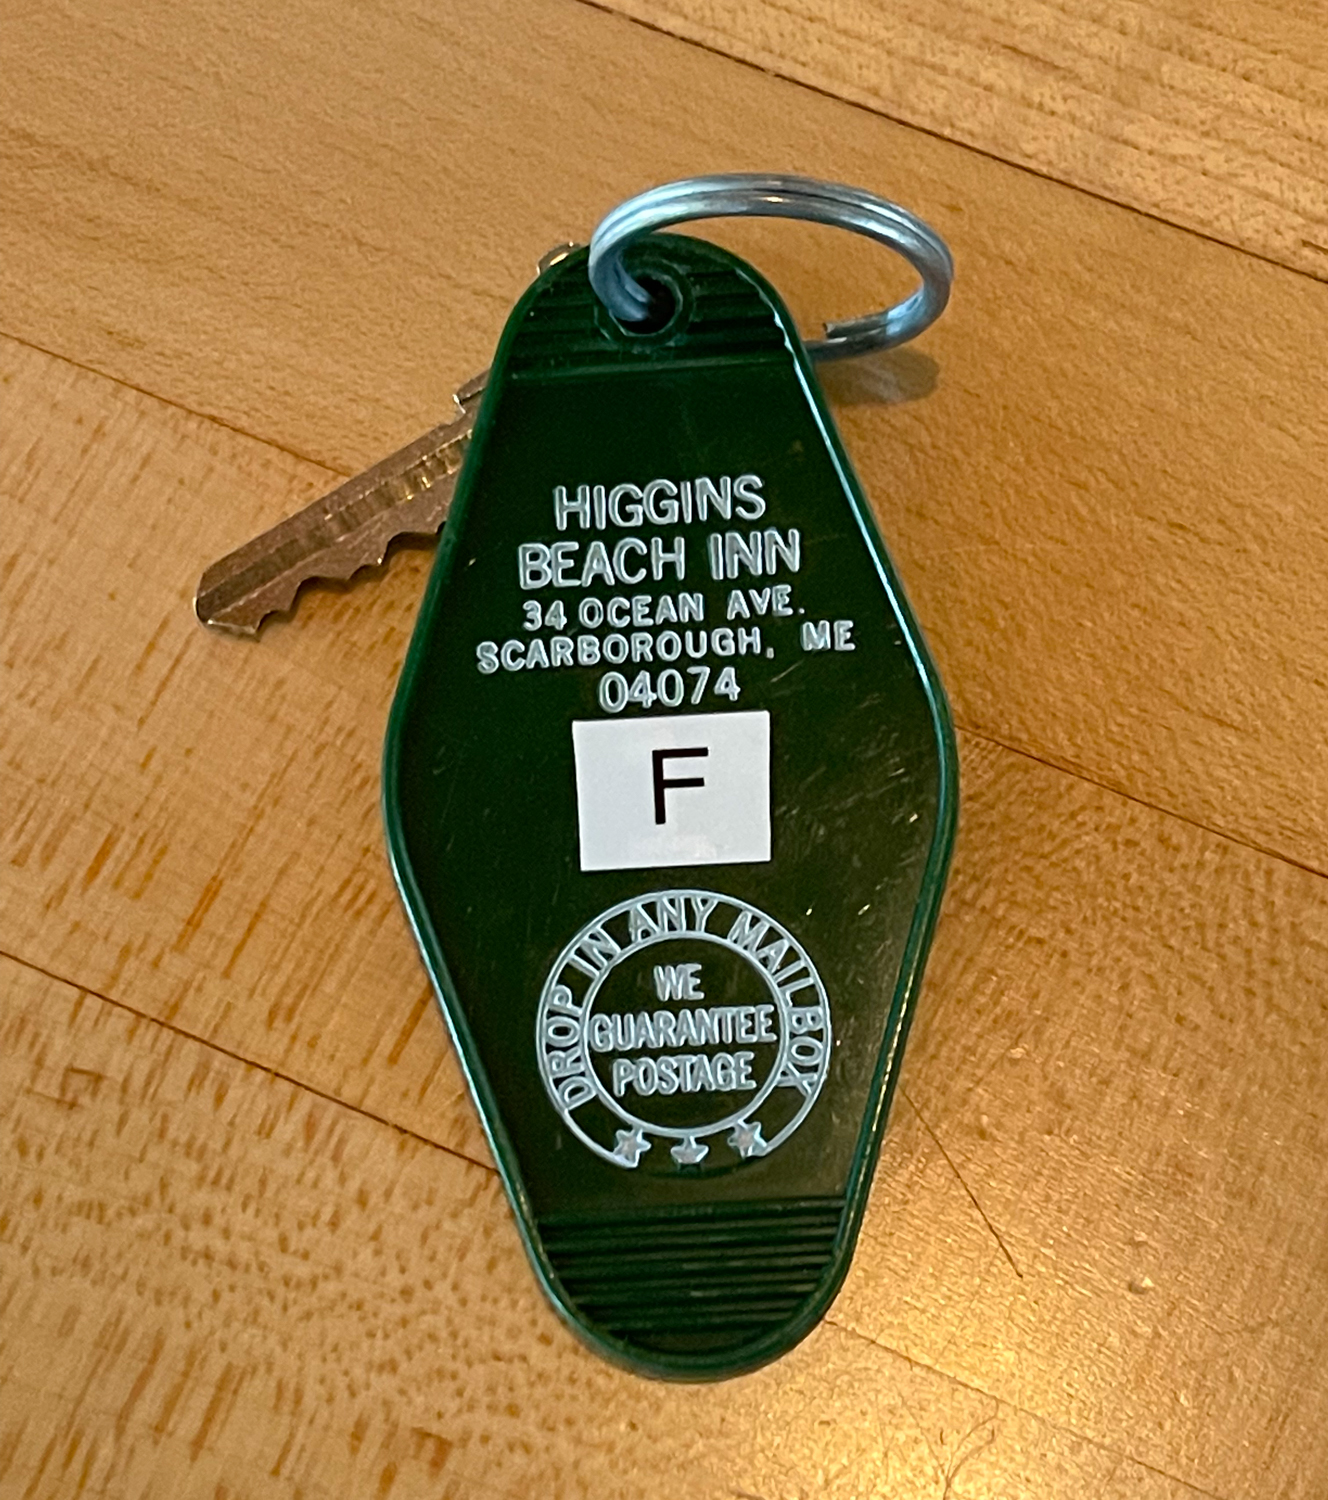 HIGGINS
BEACH INN
34 OCEAN AVE.
SCARBOROUGH, ME
04074
F
DROP IN ANY MAILBOX
WE
GUARANTEE
POSTAGE